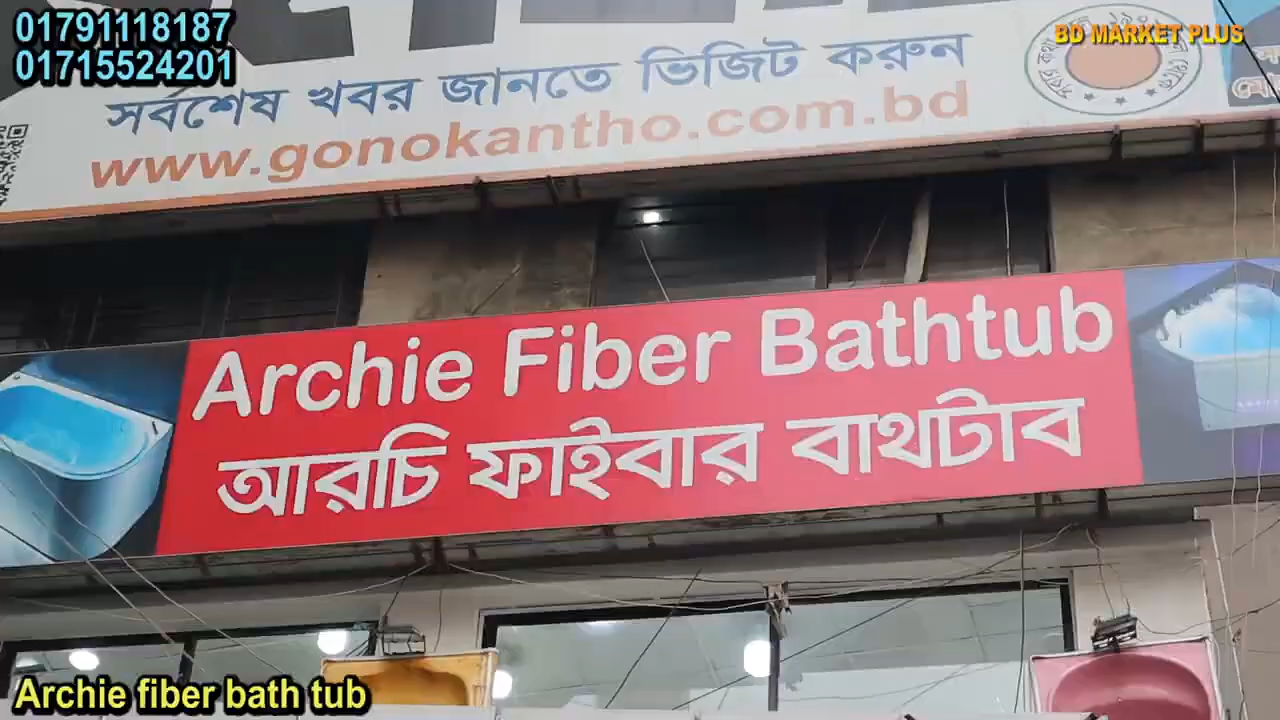 01791118187
01715524201
BD MARKET PLUS
সর্বশেষ খবর জানতে ভিজিট করুন
www.gonokantho.com.bd
Archie Fiber Bathtub
আরচি ফাইবার বাথটাব
Archie fiber bath tub